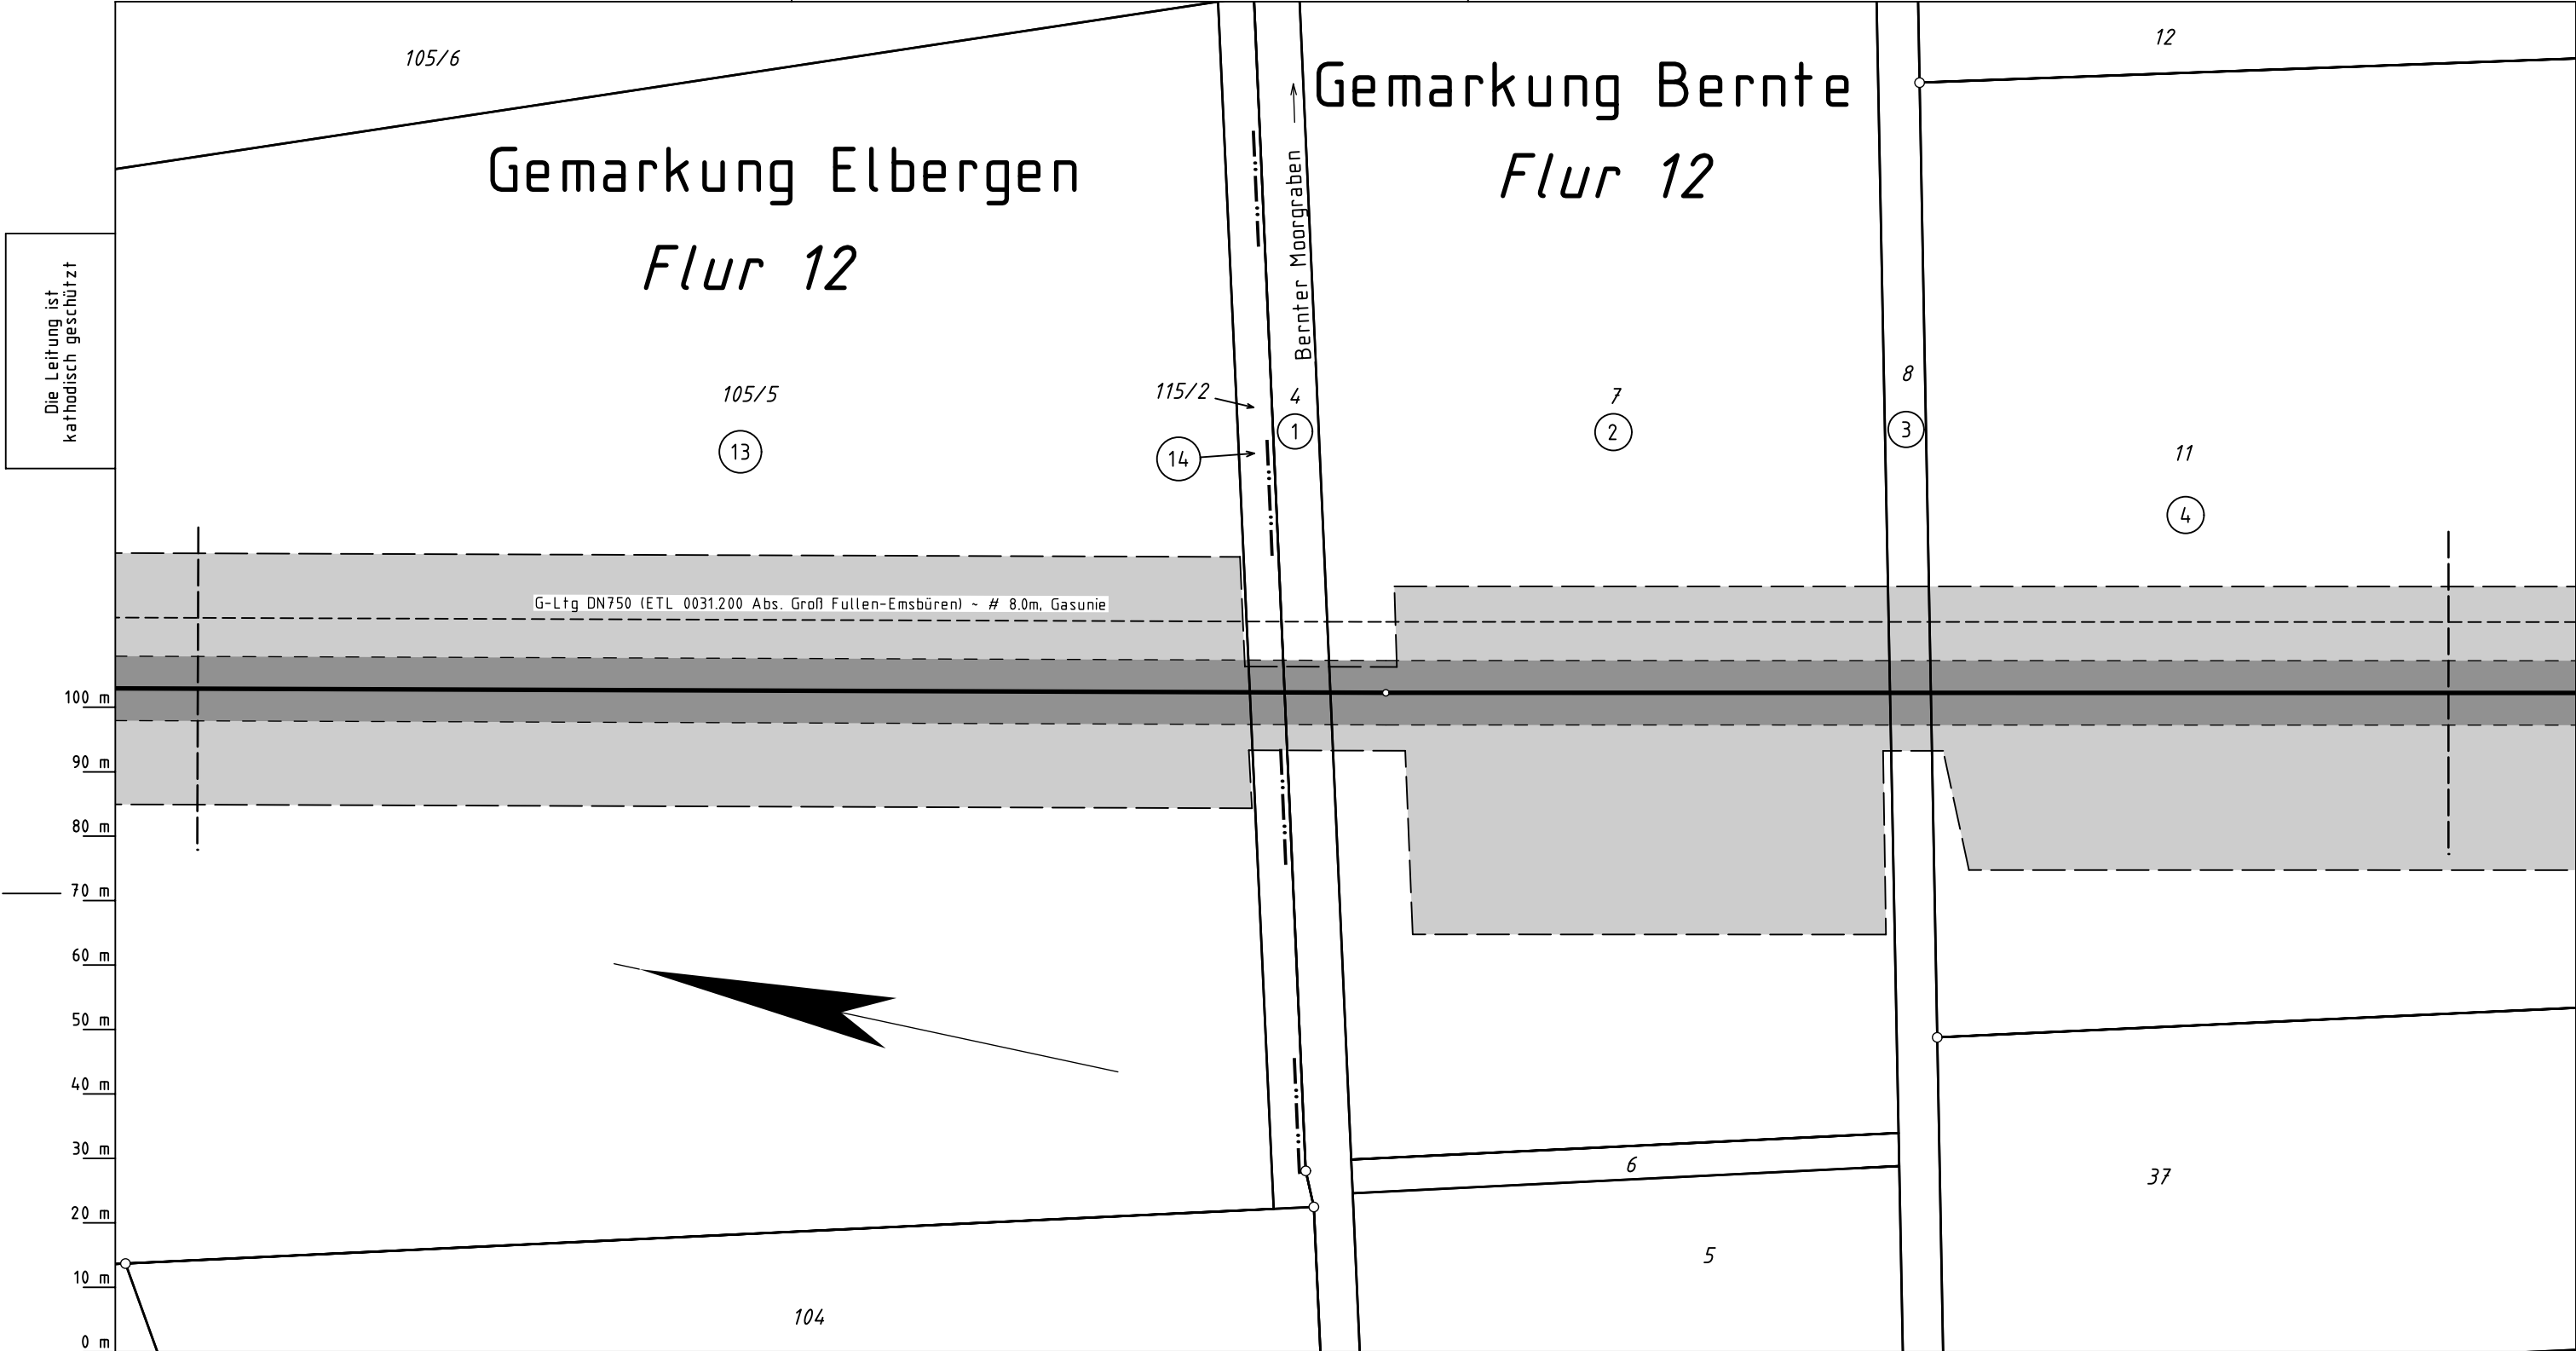 105/6
12
Gemarkung Bernte
Flur 12
Gemarkung Elbergen
Flur 12
Bernter Moorgraben
Die Leitung ist
kathodisch geschützt
105/5
13
115/2
14
4
1
7
2
8
3
11
4
G-Ltg DN750 (ETL 0031.200 Abs. Groß Fullen-Emsbüren) ~ # 8.0m, Gasunie
100 m
90 m
80 m
70 m
60 m
50 m
40 m
30 m
20 m
10 m
0 m
6
5
37
104